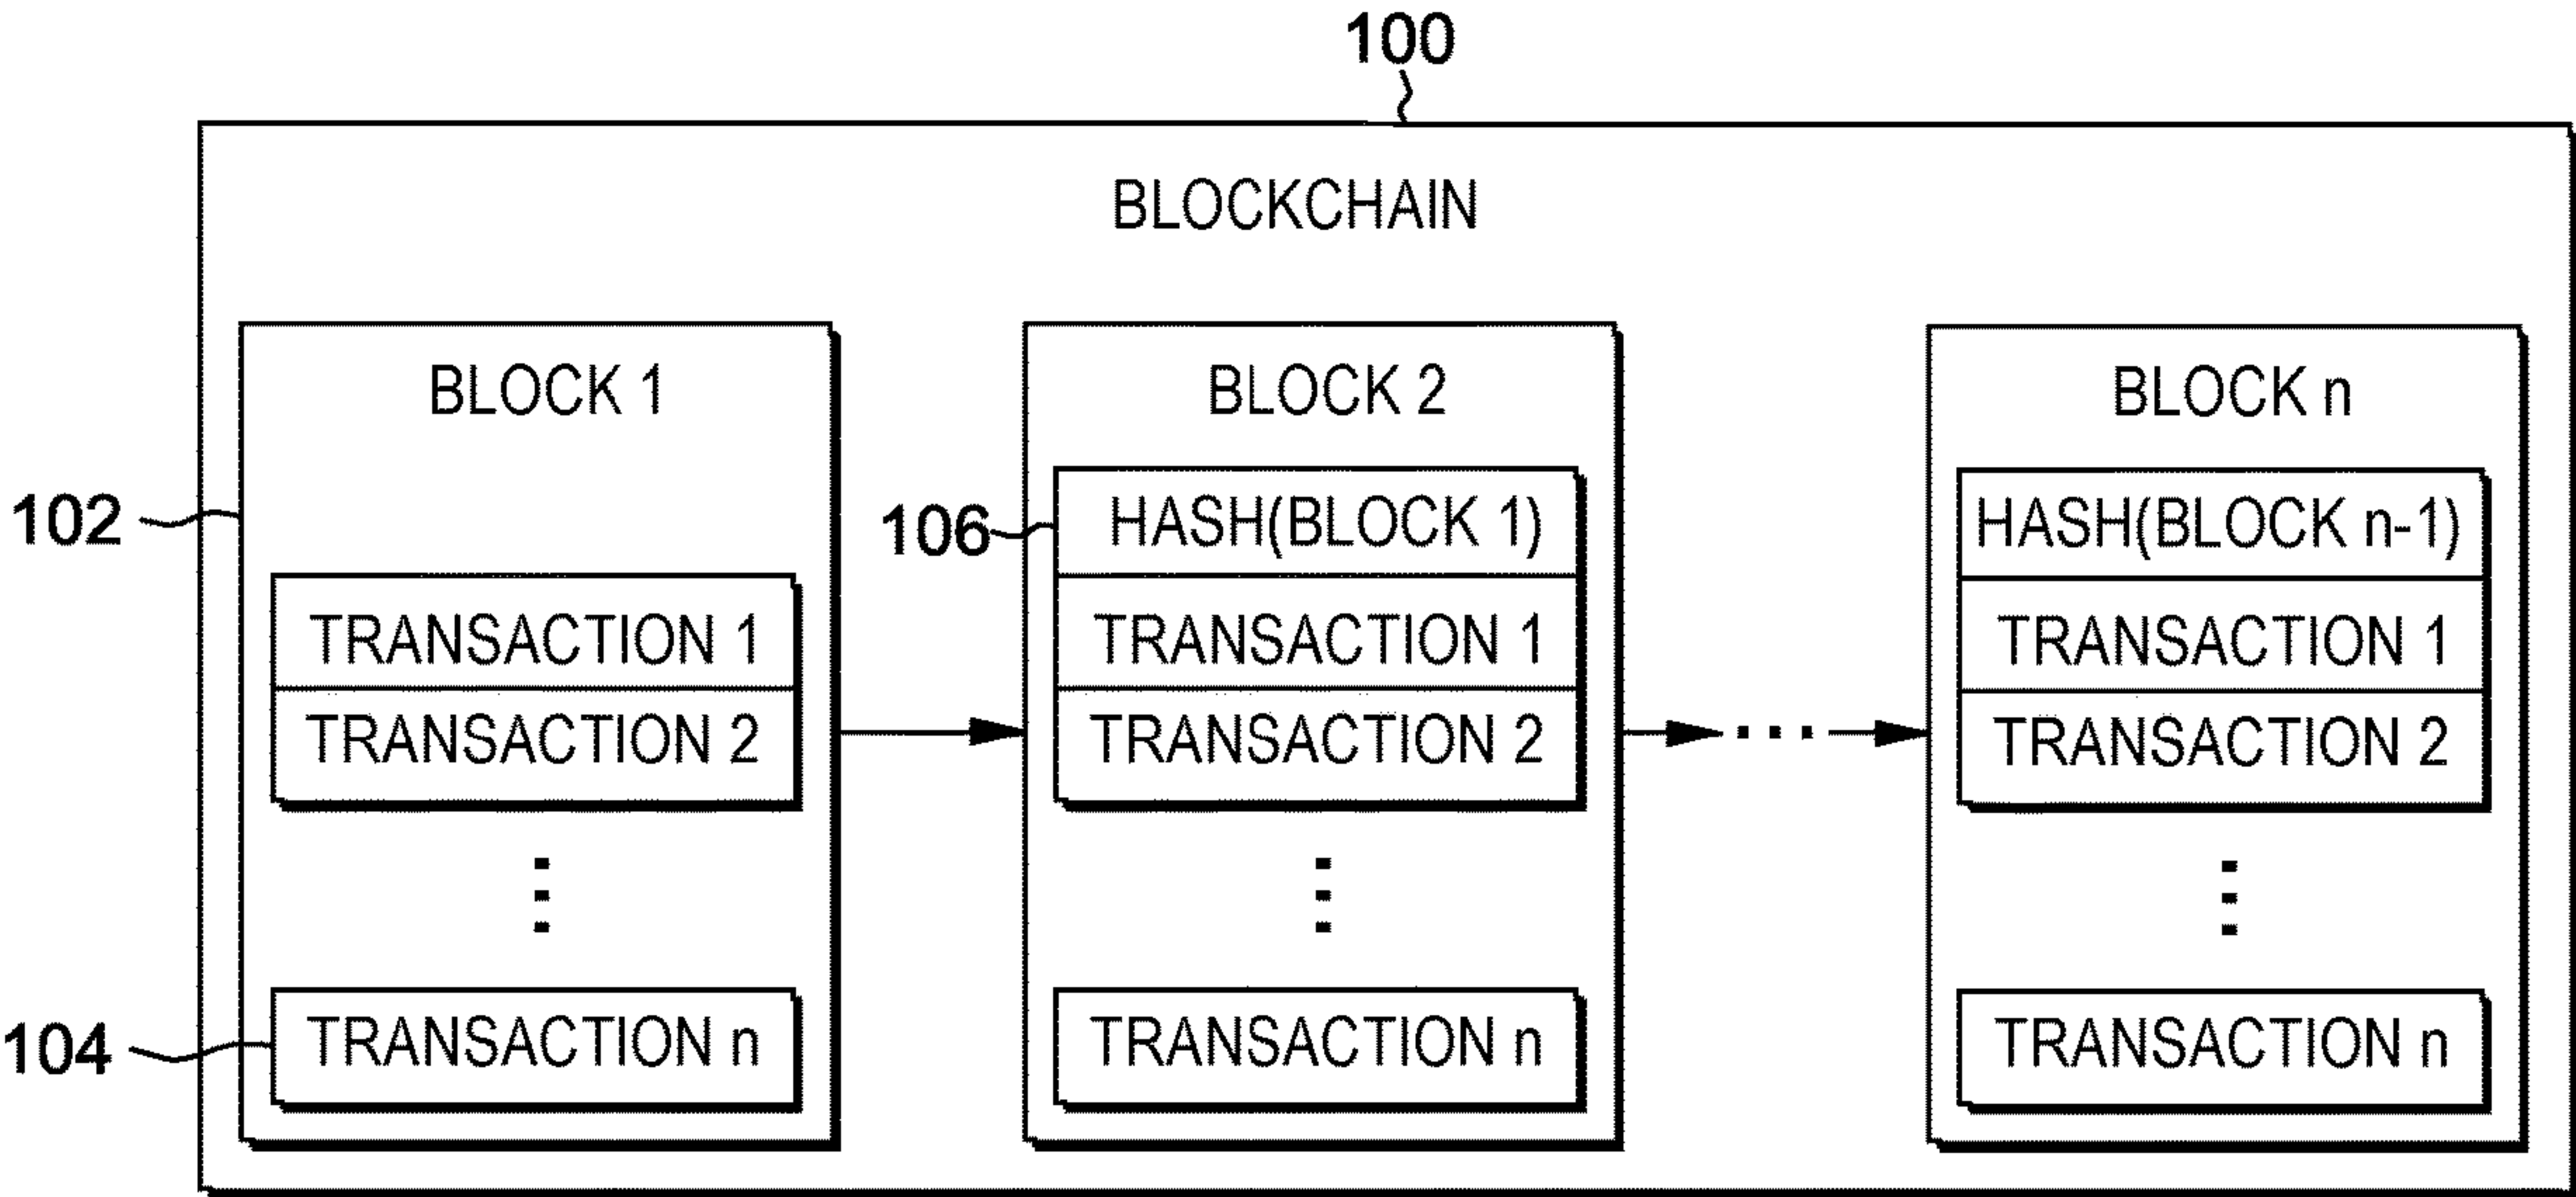 100
BLOCKCHAIN
BLOCK 1
102
TRANSACTION 1
TRANSACTION 2
104
TRANSACTION n
BLOCK 2
106
HASH(BLOCK 1)
TRANSACTION 1
TRANSACTION 2
TRANSACTION n
BLOCK n
HASH(BLOCK n-1)
TRANSACTION 1
TRANSACTION 2
TRANSACTION n